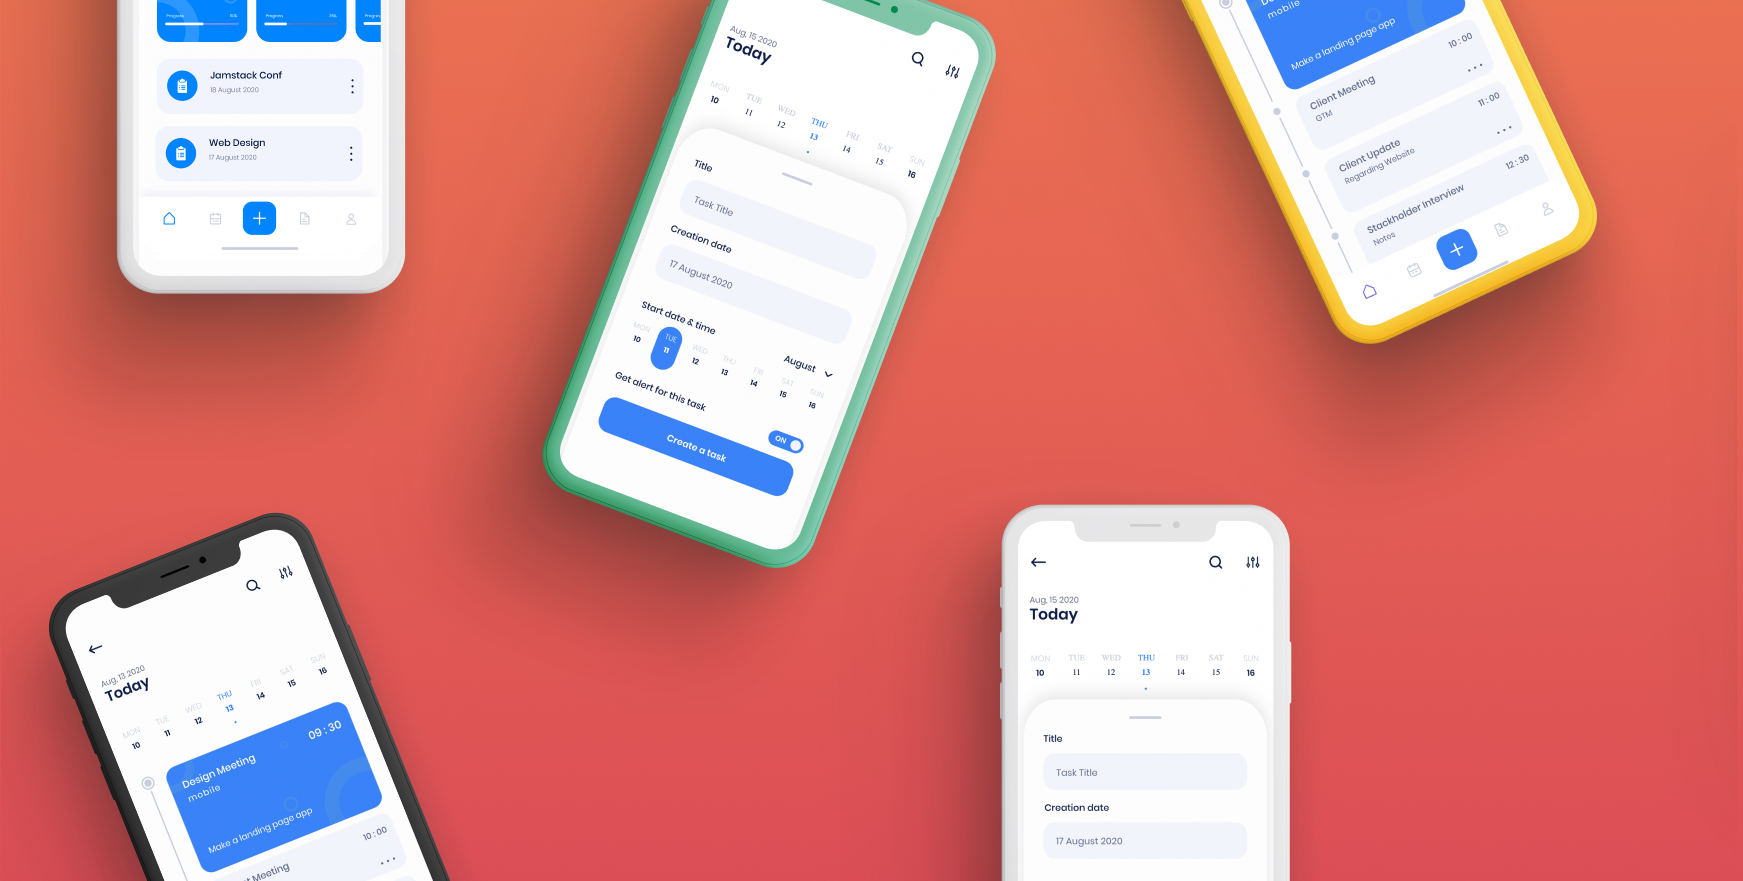 Progress 50%
Progress 35%
Progress
Jamstack Conf
18 August 2020
Web Design
17 August 2020
Aug, 15 2020
Today
MON TUE WED THU FRI SAT SUN
10 11 12 13 14 15 16
Title
Task Title
Creation date
17 August 2020
Start date & time
August
MON TUE WED THU FRI SAT SUN
10 11 12 13 14 15 16
Get alert for this task
ON
Create a task
mobile
Make a landing page app
10:00
Client Meeting
GTM
11:00
Client Update
Regarding Website
12:30
Stackholder Interview
Notes
Aug, 13 2020
Today
MON TUE WED THU FRI SAT SUN
10 11 12 13 14 15 16
09:30
Design Meeting
mobile
Make a landing page app
10:00
Meeting
Aug, 15 2020
Today
MON TUE WED THU FRI SAT SUN
10 11 12 13 14 15 16
Title
Task Title
Creation date
17 August 2020